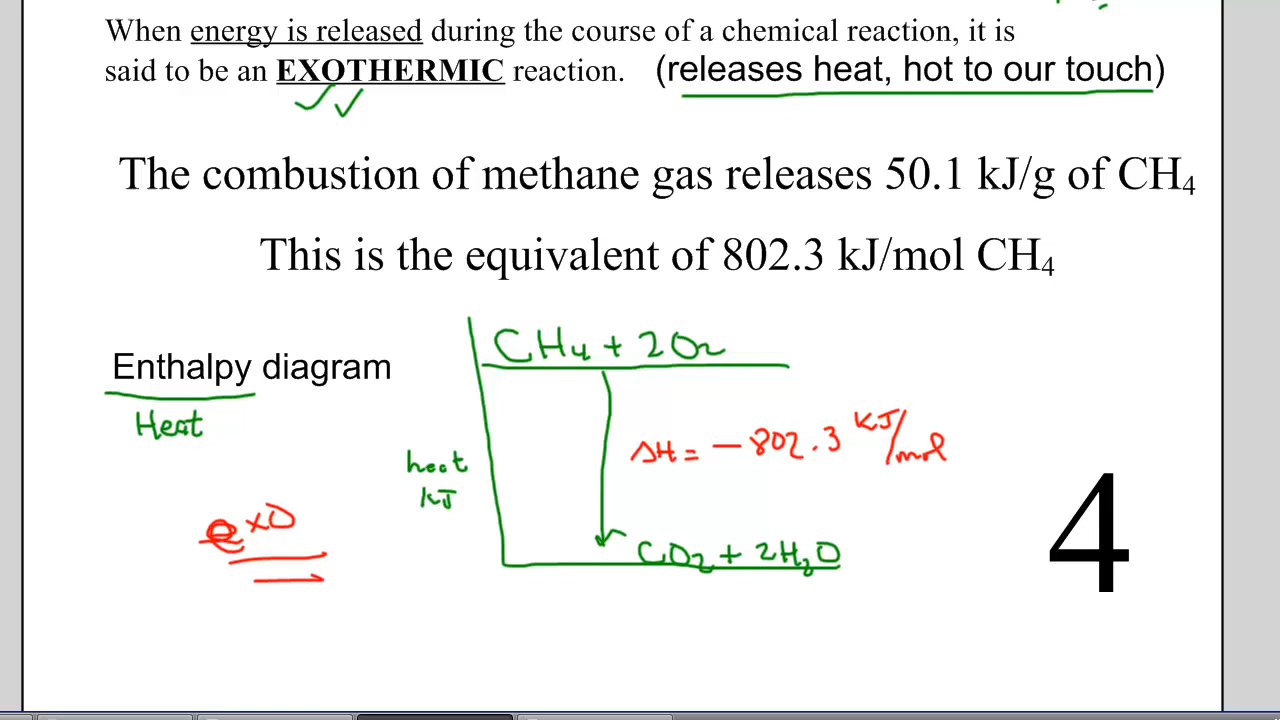 When energy is released during the course of a chemical reaction, it is
said to be an EXOTHERMIC reaction. (releases heat, hot to our touch)
The combustion of methane gas releases 50.1 kJ/g of CH₄
This is the equivalent of 802.3 kJ/mol CH₄
CH₄ + 2O₂
Enthalpy diagram
Heat
ΔH = -802.3 KJ/mol
heat
KJ
exo
CO₂ + 2H₂O
4